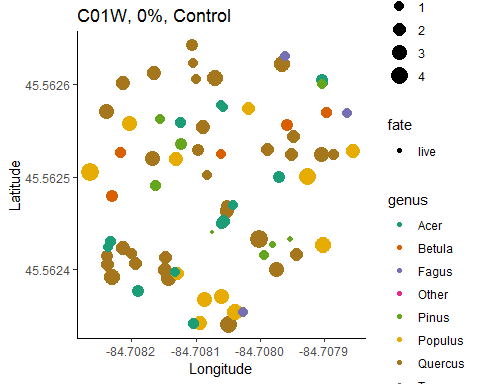 C01W, 0%, Control
1
2
3
4
45.5626
45.5625
45.5624
Latitude
-84.7082
-84.7081
-84.7080
-84.7079
Longitude
fate
live
genus
Acer
Betula
Fagus
Other
Pinus
Populus
Quercus